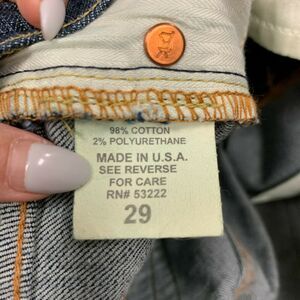 98% COTTON
2% POLYURETHANE
MADE IN U.S.A.
SEE REVERSE
FOR CARE
RN# 53222
29